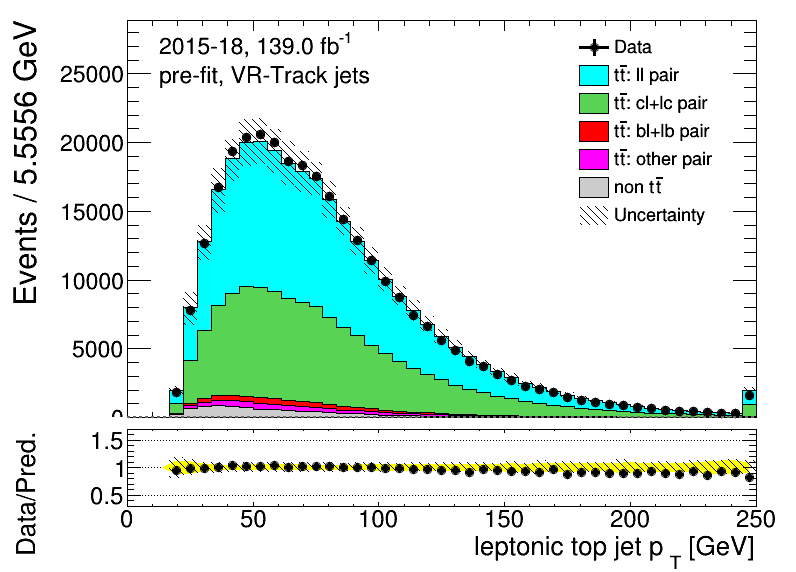 Events / 5.5556 GeV
25000
20000
15000
10000
5000
0
2015-18, 139.0 fb-1
pre-fit, VR-Track jets
Data
tt̄: ll pair
tt̄: cl+lc pair
tt̄: bl+lb pair
tt̄: other pair
non tt̄
Uncertainty
Data/Pred.
1.5
1
0.5
0 50 100 150 200 250
leptonic top jet p T [GeV]